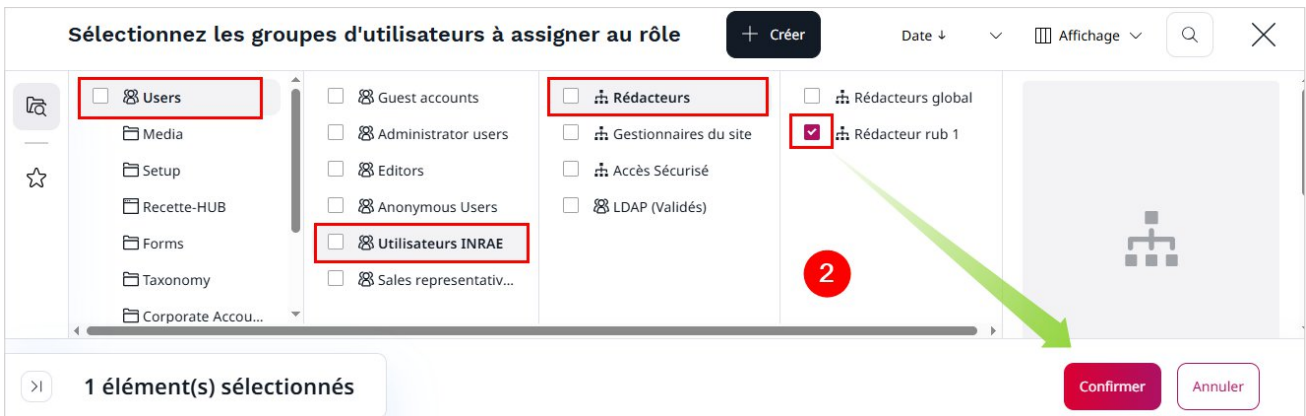 Sélectionnez les groupes d'utilisateurs à assigner au rôle
+ Créer
Date ↓
Affichage
Users
Media
Setup
Recette-HUB
Forms
Taxonomy
Corporate Accou...
Guest accounts
Administrator users
Editors
Anonymous Users
Utilisateurs INRAE
Sales representativ...
Rédacteurs
Gestionnaires du site
Accès Sécurisé
LDAP (Validés)
Rédacteurs global
Rédacteur rub 1
2
1 élément(s) sélectionnés
Confirmer
Annuler